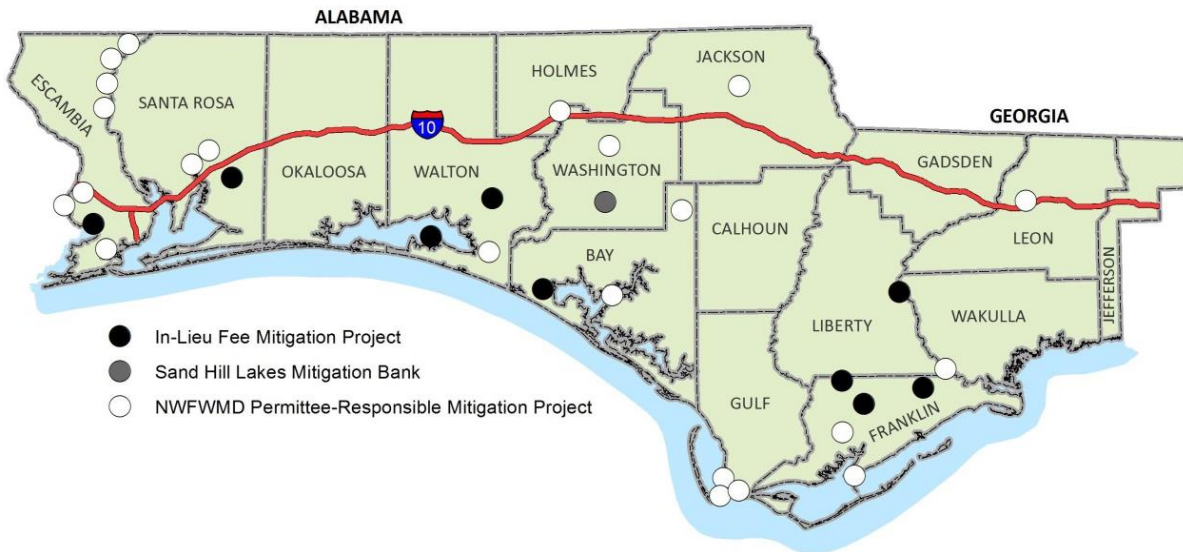 ALABAMA
ESCAMBIA
SANTA ROSA
OKALOOSA
WALTON
HOLMES
JACKSON
WASHINGTON
BAY
CALHOUN
GULF
GEORGIA
GADSDEN
LEON
JEFFERSON
LIBERTY
WAKULLA
FRANKLIN
10
In-Lieu Fee Mitigation Project
Sand Hill Lakes Mitigation Bank
NWFWMD Permittee-Responsible Mitigation Project